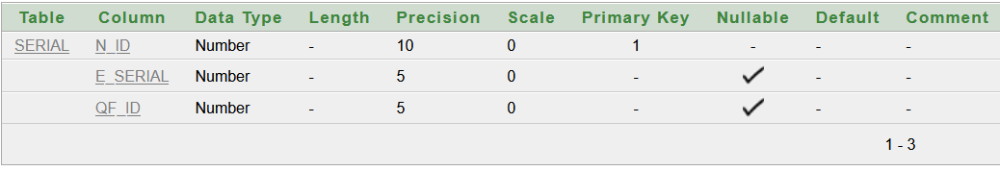 Table Column Data Type Length Precision Scale Primary Key Nullable Default Comment
SERIAL N_ID Number - 10 0 1 - - -
E_SERIAL Number - 5 0 - - -
QF_ID Number - 5 0 - - -
1 - 3